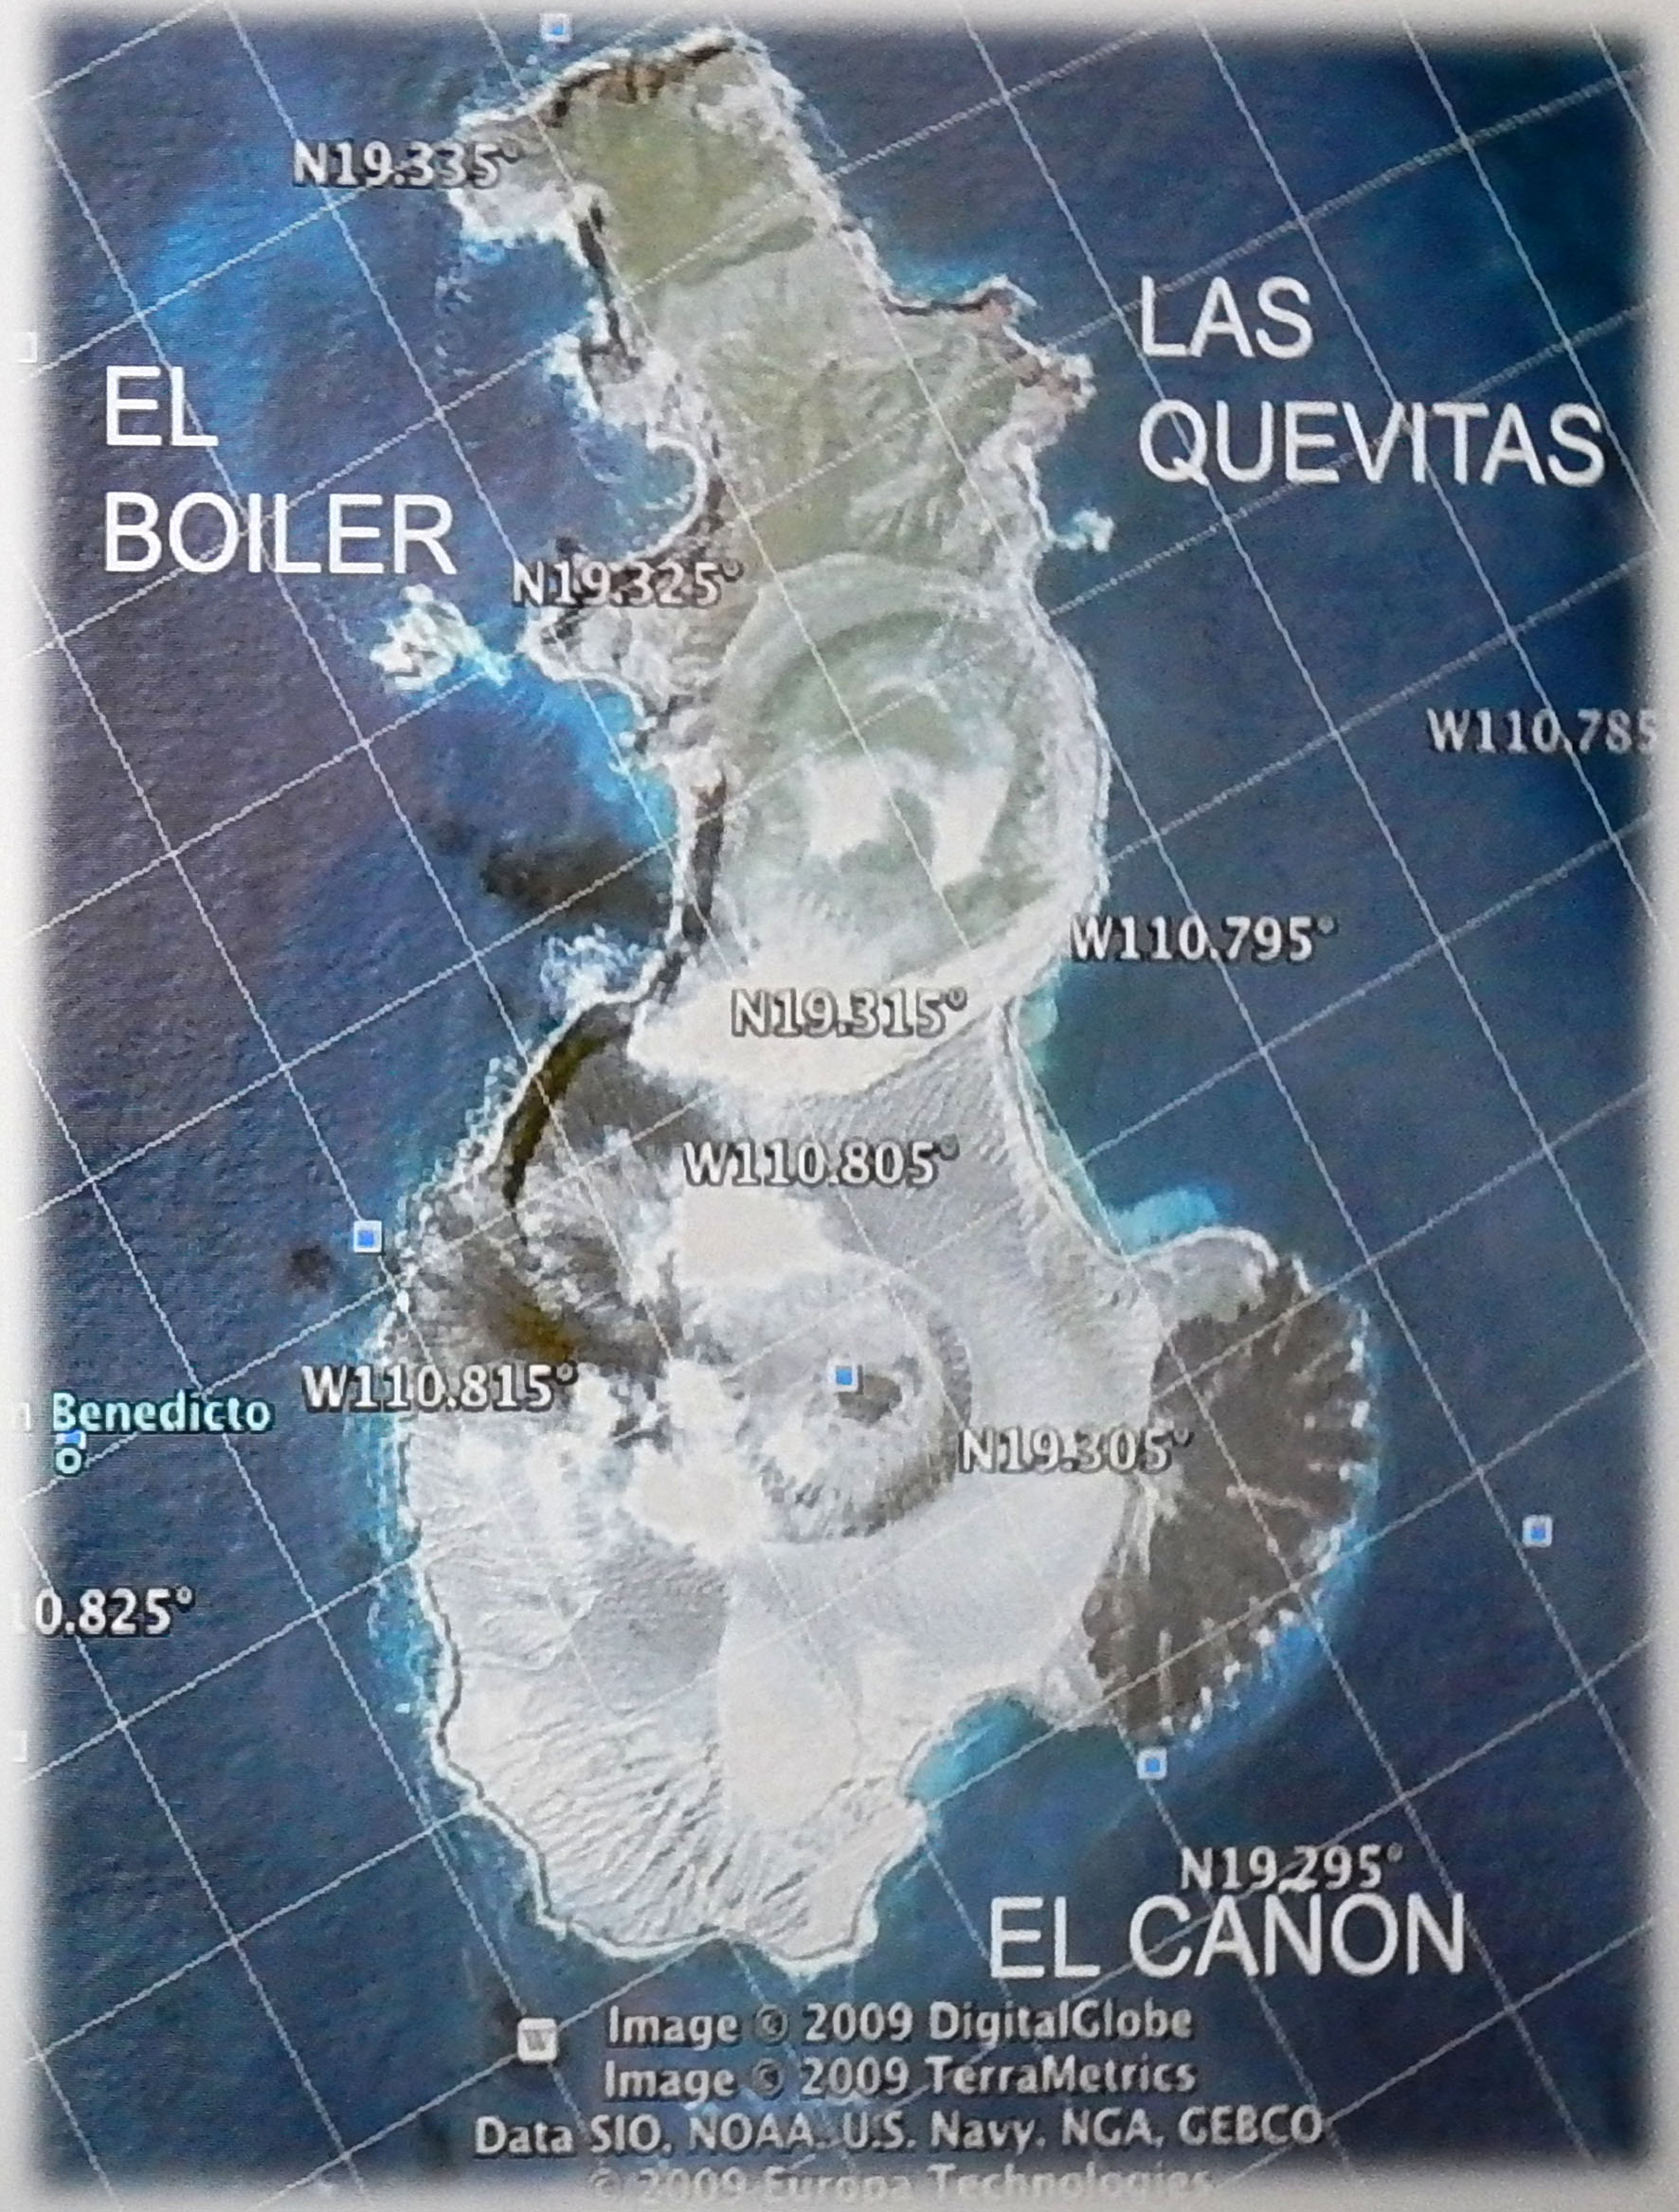 N19.335°
LAS
QUEVITAS
EL
BOILER
N19.325°
W110.785
W110.795°
N19.315°
W110.805°
W110.815°
Benedicto
N19.305°
0.825°
N19.295°
EL CAÑON
W
Image © 2009 DigitalGlobe
Image © 2009 TerraMetrics
Data SIO, NOAA, U.S. Navy, NGA, GEBCO
© 2009 Europa Technologies